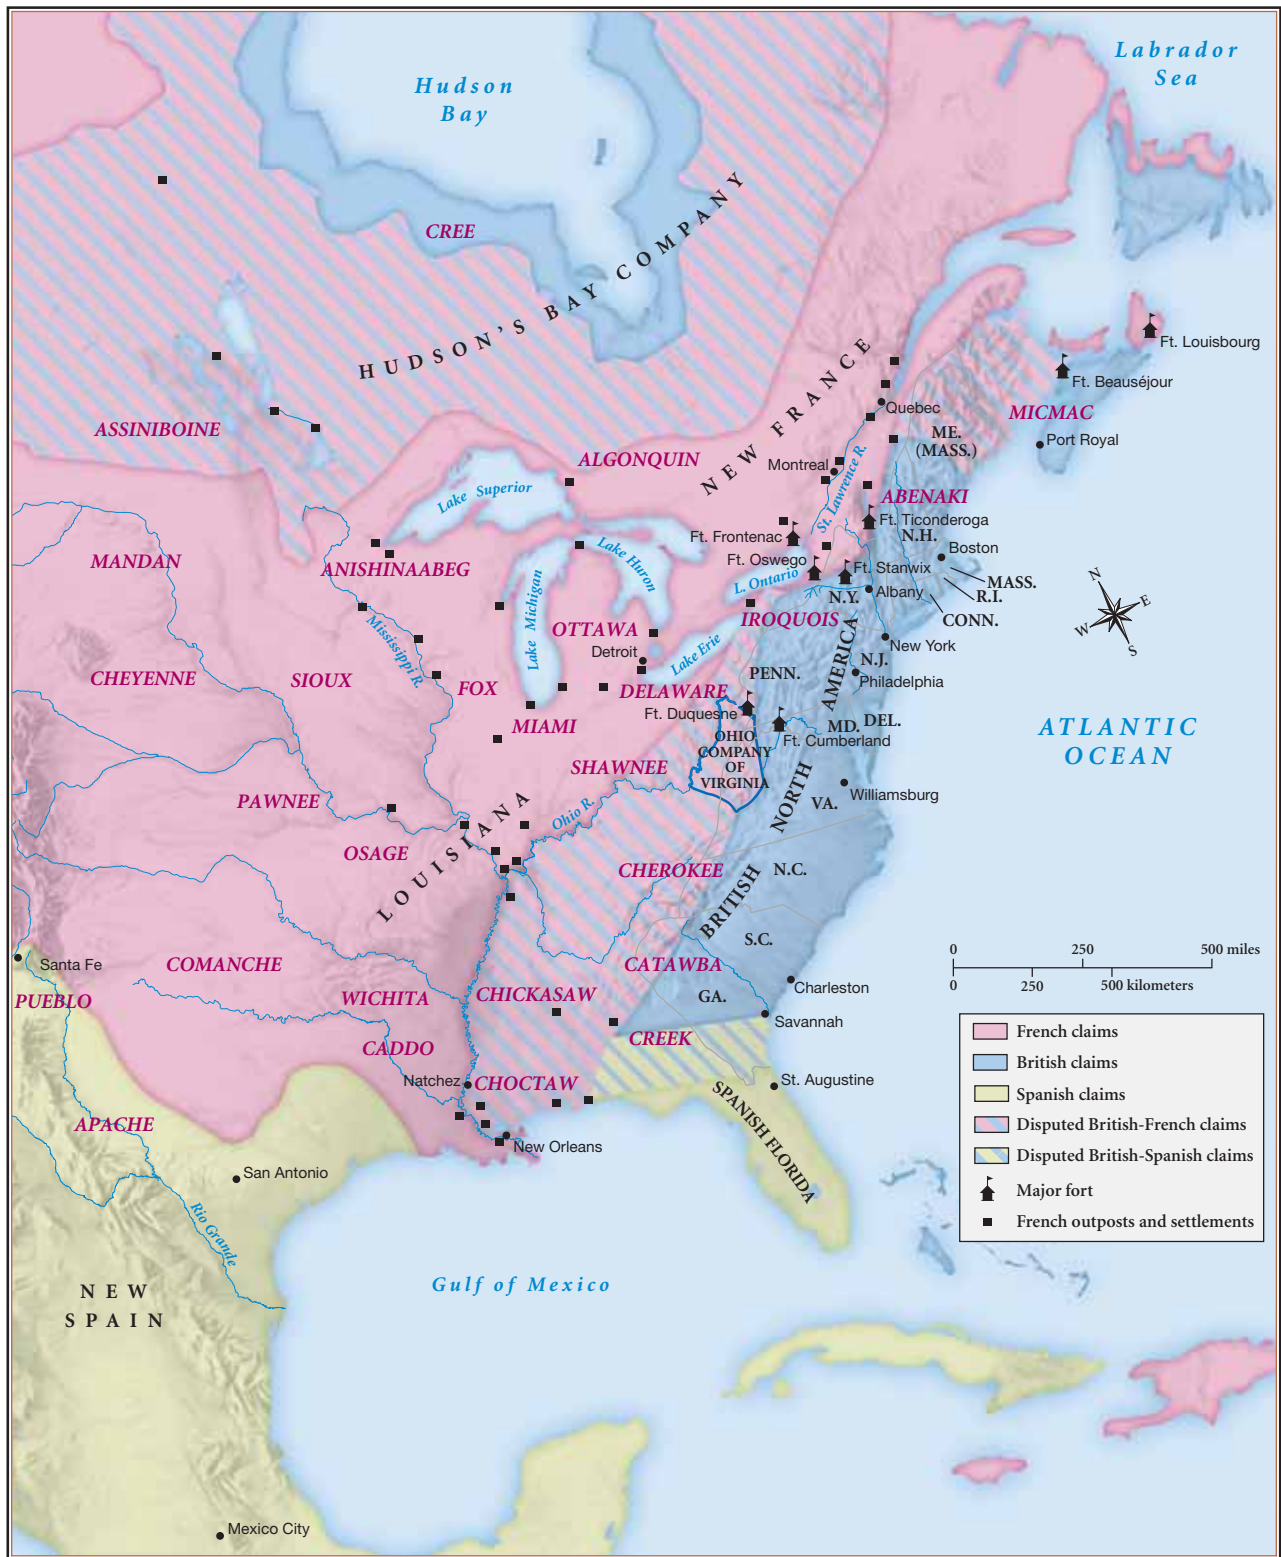 Labrador
Sea
Hudson
Bay
CREE
HUDSON'S BAY COMPANY
Ft. Louisbourg
Ft. Beauséjour
NEW FRANCE
Quebec
MICMAC
ASSINIBOINE
ME.
(MASS.)
Port Royal
ALGONQUIN
Montreal
St. Lawrence R.
Lake Superior
ABENAKI
Ft. Ticonderoga
Ft. Frontenac
N.H.
Boston
MANDAN
ANISHINAABEG
Lake Huron
Ft. Oswego
Ft. Stanwix
L. Ontario
MASS.
N.Y.
Albany
R.I.
CONN.
Lake Michigan
Mississippi R.
OTTAWA
IROQUOIS
New York
Detroit
Lake Erie
N.J.
CHEYENNE
SIOUX
FOX
DELAWARE
PENN.
Philadelphia
Ft. Duquesne
MIAMI
MD.
DEL.
Ft. Cumberland
OHIO
COMPANY
OF
VIRGINIA
ATLANTIC
OCEAN
N
E
W
S
SHAWNEE
PAWNEE
Ohio R.
VA.
Williamsburg
OSAGE
LOUISIANA
CHEROKEE
N.C.
BRITISH NORTH AMERICA
S.C.
Santa Fe
COMANCHE
CATAWBA
PUEBLO
WICHITA
CHICKASAW
GA.
Charleston
Savannah
CADDO
CREEK
Natchez
CHOCTAW
St. Augustine
SPANISH FLORIDA
APACHE
New Orleans
San Antonio
Rio Grande
NEW
SPAIN
Gulf of Mexico
Mexico City
0 250 500 miles
0 250 500 kilometers
French claims
British claims
Spanish claims
Disputed British-French claims
Disputed British-Spanish claims
Major fort
French outposts and settlements